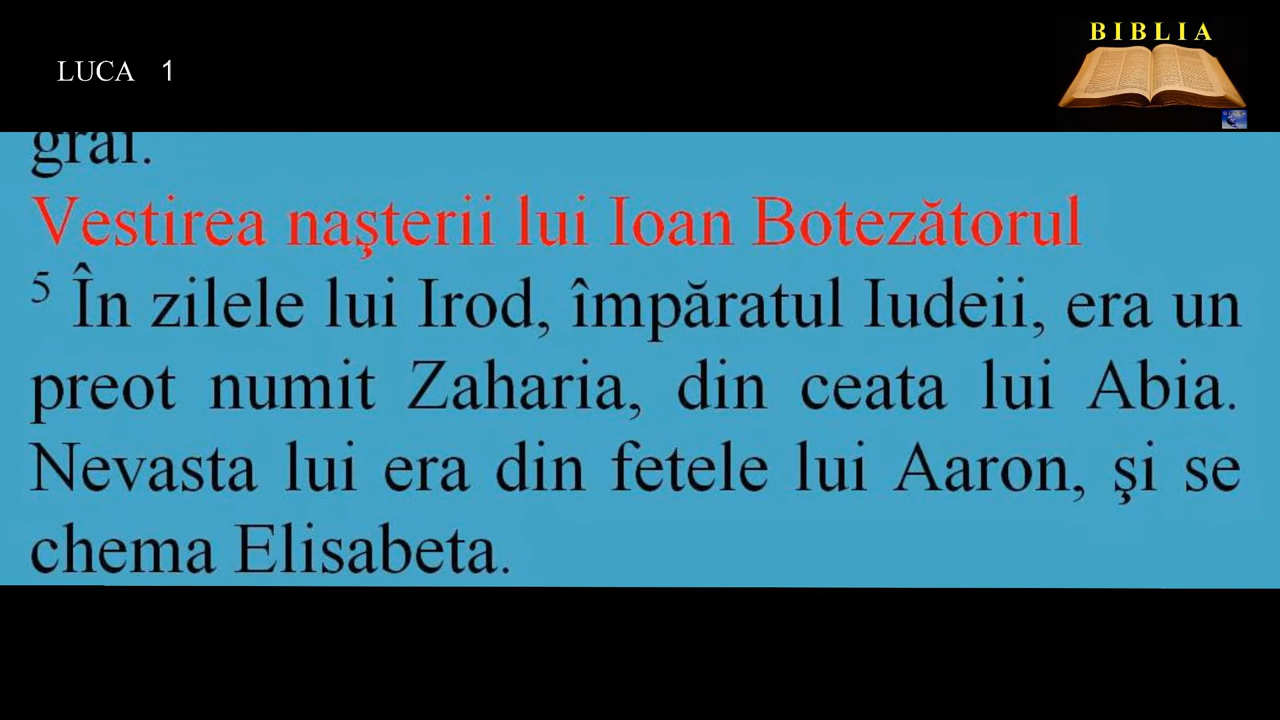 BIBLIA
LUCA 1
grai.
Vestirea naşterii lui Ioan Botezătorul
5 În zilele lui Irod, împăratul Iudeii, era un
preot numit Zaharia, din ceata lui Abia.
Nevasta lui era din fetele lui Aaron, şi se
chema Elisabeta.